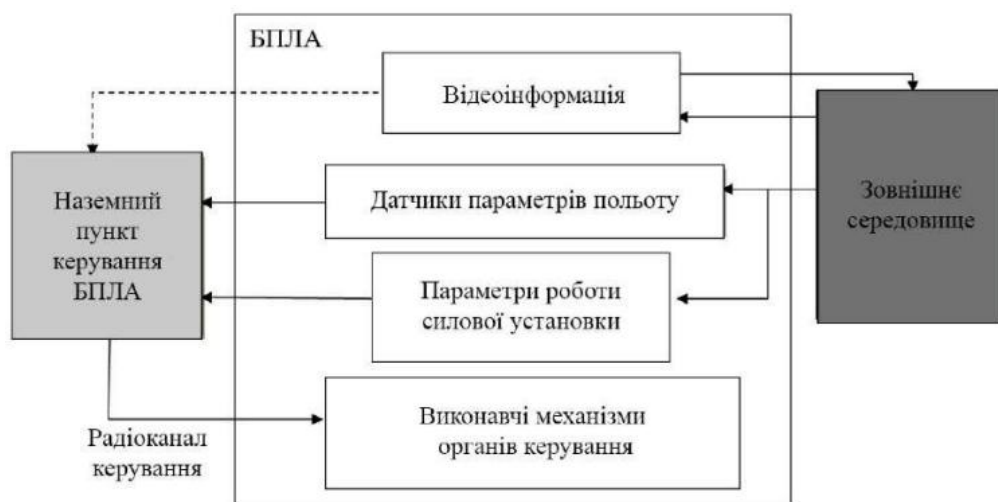 БПЛА
Відеоінформація
Наземний
пункт
керування
БПЛА
Датчики параметрів польоту
Зовнішнє
середовище
Параметри роботи
силової установки
Виконавчі механізми
органів керування
Радіоканал
керування